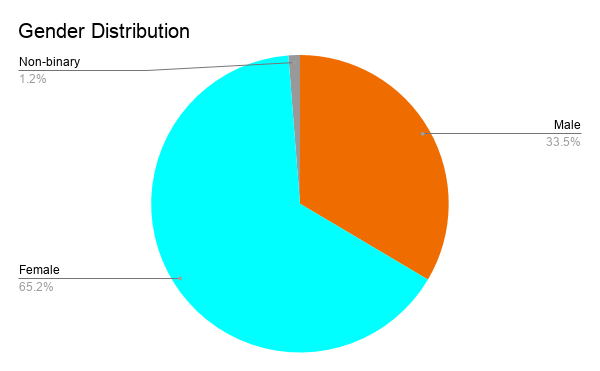 Gender Distribution
Non-binary
1.2%
Male
33.5%
Female
65.2%